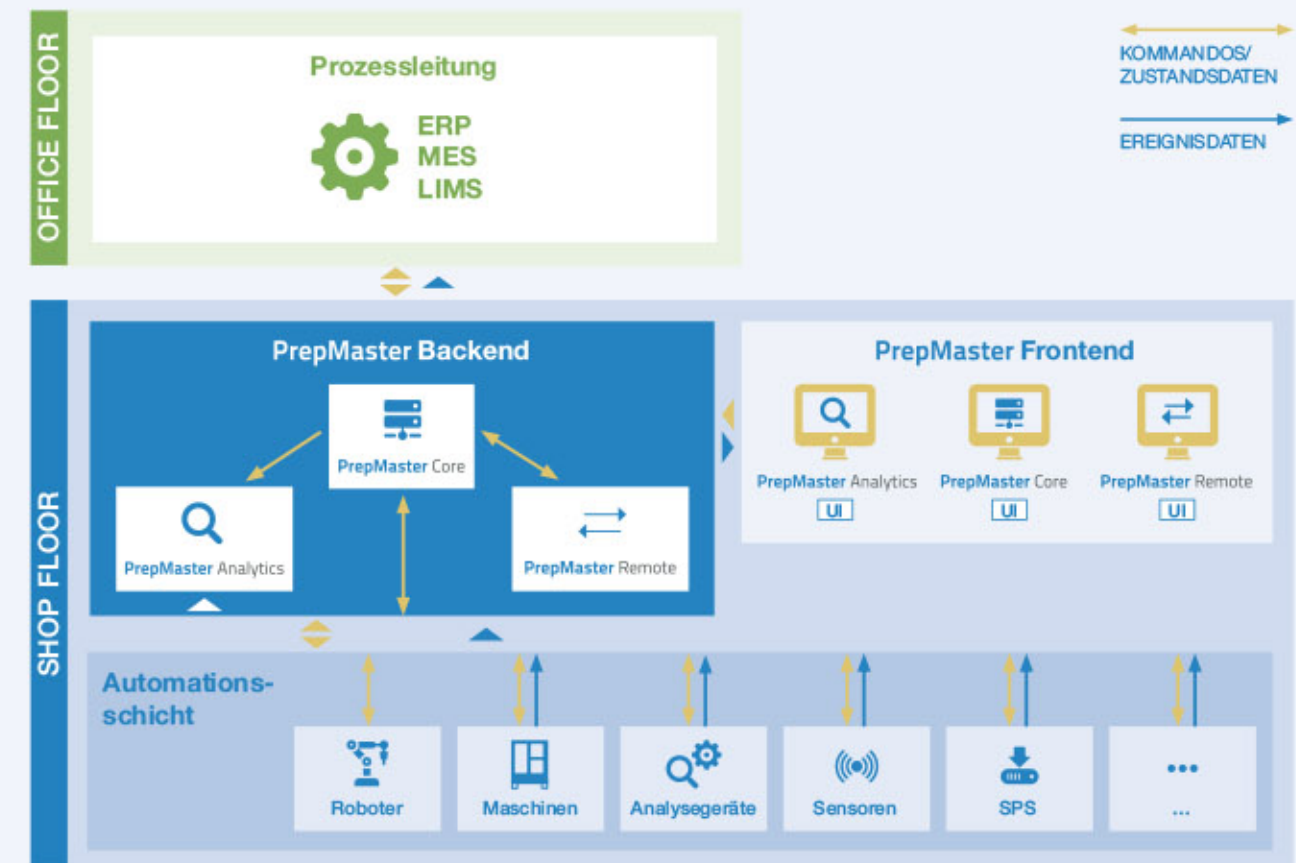 OFFICE FLOOR
Prozessleitung
ERP
MES
LIMS
KOMMANDOS/
ZUSTANDSDATEN
EREIGNISDATEN
SHOP FLOOR
PrepMaster Backend
PrepMaster Core
PrepMaster Analytics
PrepMaster Remote
PrepMaster Frontend
PrepMaster Analytics
UI
PrepMaster Core
UI
PrepMaster Remote
UI
Automations-
schicht
Roboter
Maschinen
Analysegeräte
Sensoren
SPS
...